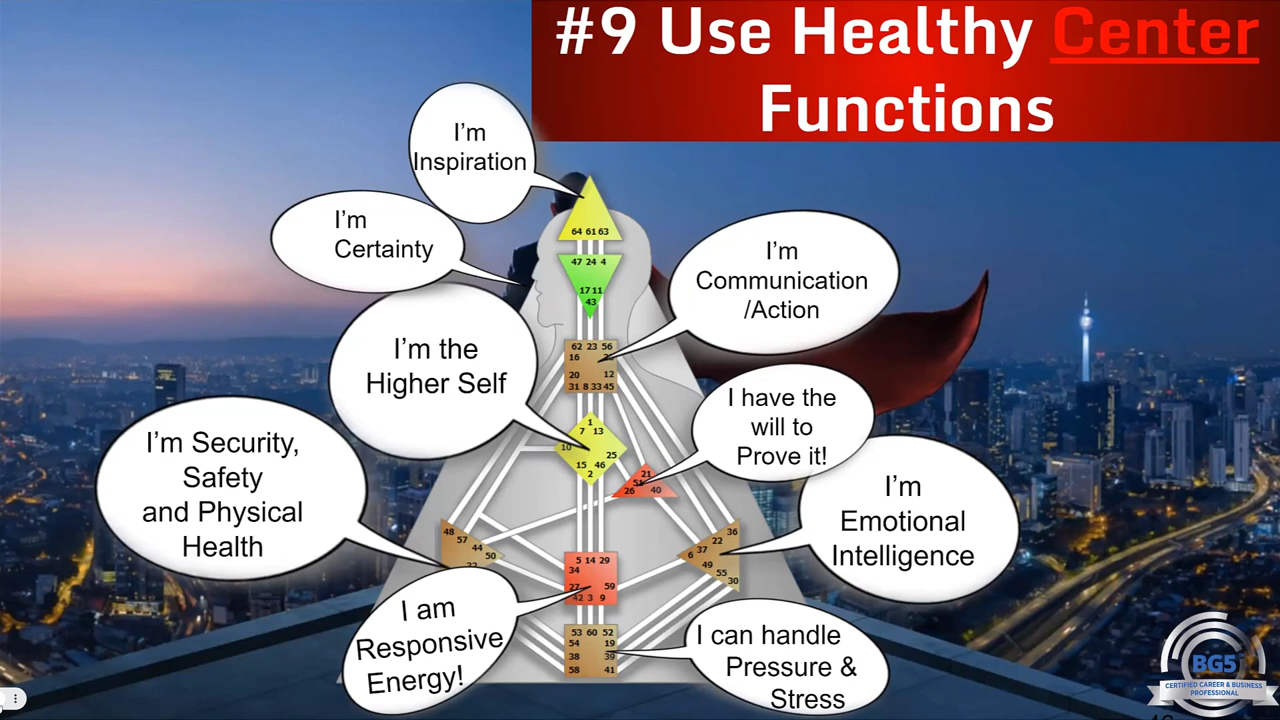 #9 Use Healthy Center
Functions
I'm
Inspiration
I'm
Certainty
I'm
Communication
/Action
I'm the
Higher Self
I have the
will to
Prove it!
I'm Security,
Safety
and Physical
Health
I'm
Emotional
Intelligence
I am
Responsive
Energy!
I can handle
Pressure &
Stress
64 61 63
47 24 4
17 11
43
62 23 56
16
20 12
31 8 33 45
1
7 13
10 25
15 46
2
21
51
26 40
48
57
44
50
36
22
6 37
49
55
30
5 14 29
34
27 59
42 3 9
53 60 52
54 19
38 39
58 41
BG5
CERTIFIED CAREER & BUSINESS
PROFESSIONAL